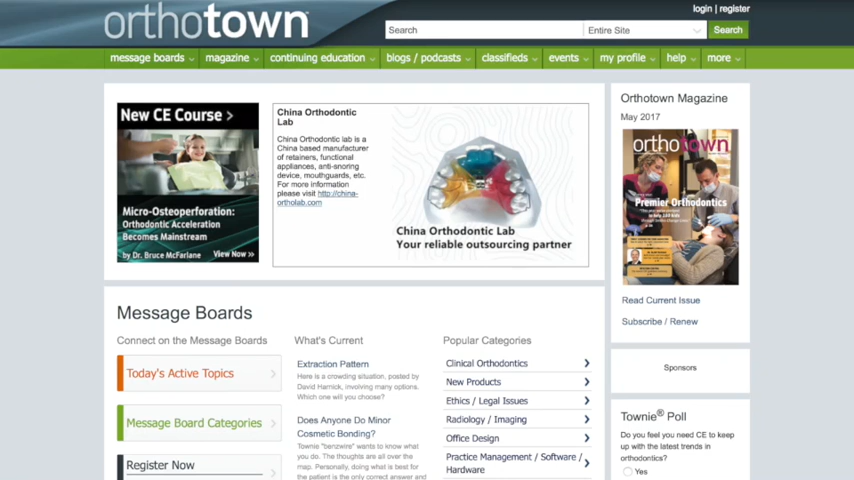 login | register
orthotown
Search
Entire Site
Search
message boards
magazine
continuing education
blogs / podcasts
classifieds
events
my profile
help
more
New CE Course >
Micro-Osteoperforation:
Orthodontic Acceleration
Becomes Mainstream
by Dr. Bruce McFarlane
View Now »
China Orthodontic
Lab
China Orthodontic lab is a
China based manufacturer
of retainers, functional
appliances, anti-snoring
device, mouthguards, etc.
For more information
please visit http://china-
ortholab.com
China Orthodontic Lab
Your reliable outsourcing partner
Orthotown Magazine
May 2017
orthotown
Premier Orthodontics
Read Current Issue
Subscribe / Renew
Message Boards
Connect on the Message Boards
Today's Active Topics
Message Board Categories
Register Now
What's Current
Extraction Pattern
Here is a crowding situation, posted by
David Harnick, involving many options.
Which one will you choose?
Does Anyone Do Minor
Cosmetic Bonding?
Townie "benzwire" wants to know what
you do. The thoughts are all over the
map. Personally, doing what is best for
the patient is the only correct answer and
Popular Categories
Clinical Orthodontics
New Products
Ethics / Legal Issues
Radiology / Imaging
Office Design
Practice Management / Software /
Hardware
Sponsors
Townie® Poll
Do you feel you need CE to keep
up with the latest trends in
orthodontics?
Yes